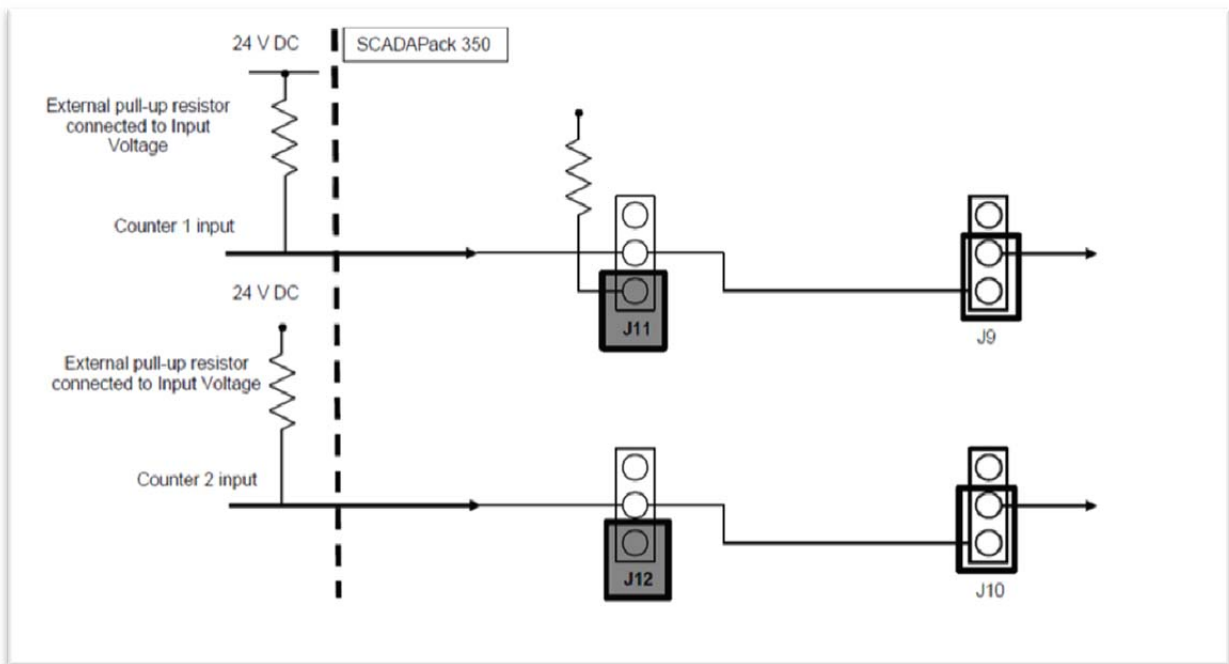 24 V DC
SCADAPack 350
External pull-up resistor
connected to Input
Voltage
Counter 1 input
24 V DC
J11
J9
External pull-up resistor
connected to Input Voltage
Counter 2 input
J12
J10